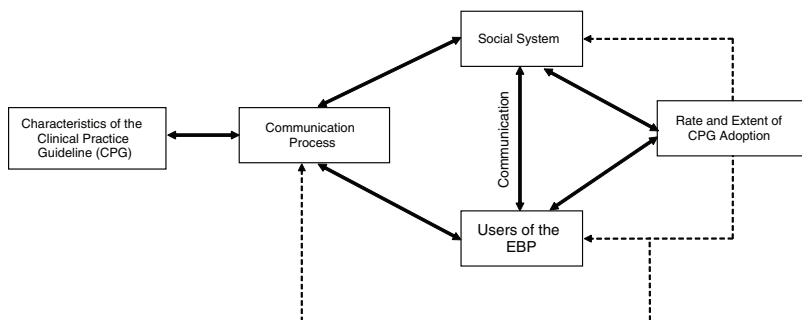 Social System
Characteristics of the
Clinical Practice
Guideline (CPG)
Communication
Process
Communication
Rate and Extent of
CPG Adoption
Users of the
EBP